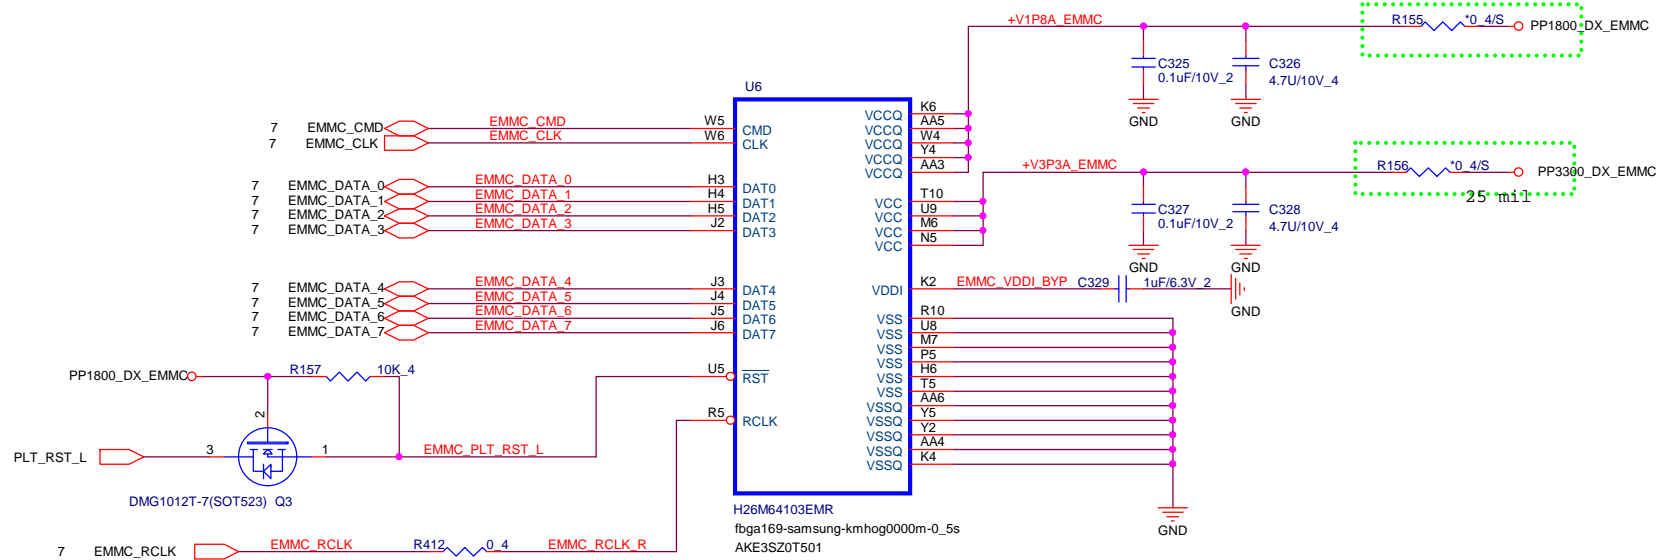 +V1P8A_EMMC R155 *0_4/S PP1800_DX_EMMC
C325
0.1uF/10V_2
C326
4.7U/10V_4
GND GND
U6
7 EMMC_CMD EMMC_CMD W5 CMD
7 EMMC_CLK EMMC_CLK W6 CLK
7 EMMC_DATA_0 EMMC_DATA_0 H3 DAT0
7 EMMC_DATA_1 EMMC_DATA_1 H4 DAT1
7 EMMC_DATA_2 EMMC_DATA_2 H5 DAT2
7 EMMC_DATA_3 EMMC_DATA_3 J2 DAT3
7 EMMC_DATA_4 EMMC_DATA_4 J3 DAT4
7 EMMC_DATA_5 EMMC_DATA_5 J4 DAT5
7 EMMC_DATA_6 EMMC_DATA_6 J5 DAT6
7 EMMC_DATA_7 EMMC_DATA_7 J6 DAT7
VCCQ K6
VCCQ AA5
VCCQ W4
VCCQ Y4
VCCQ AA3
+V3P3A_EMMC R156 *0_4/S PP3300_DX_EMMC
25 mil
VCC T10
VCC U9
VCC M6
VCC N5
C327
0.1uF/10V_2
C328
4.7U/10V_4
GND GND
VDDI K2 EMMC_VDDI_BYP C329 1uF/6.3V_2
GND
VSS R10
VSS U8
VSS M7
VSS P5
VSS H6
VSS T5
VSSQ AA6
VSSQ Y5
VSSQ Y2
VSSQ AA4
VSSQ K4
GND
PP1800_DX_EMMC R157 10K_4 U5 RST
2
R5 RCLK
PLT_RST_L 3 1 EMMC_PLT_RST_L
DMG1012T-7(SOT523) Q3
H26M64103EMR
fbga169-samsung-kmhog0000m-0_5s
AKE3SZ0T501
7 EMMC_RCLK EMMC_RCLK R412 0_4 EMMC_RCLK_R